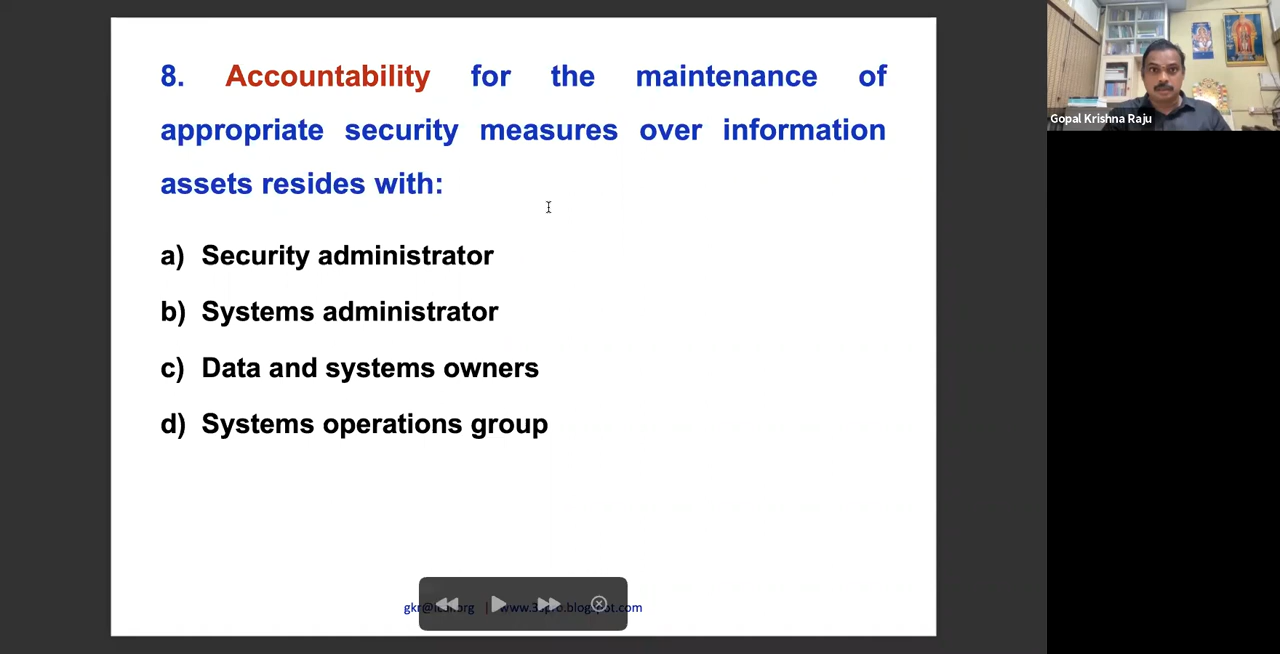 8. Accountability for the maintenance of
appropriate security measures over information
assets resides with:
a) Security administrator
b) Systems administrator
c) Data and systems owners
d) Systems operations group
Gopal Krishna Raju